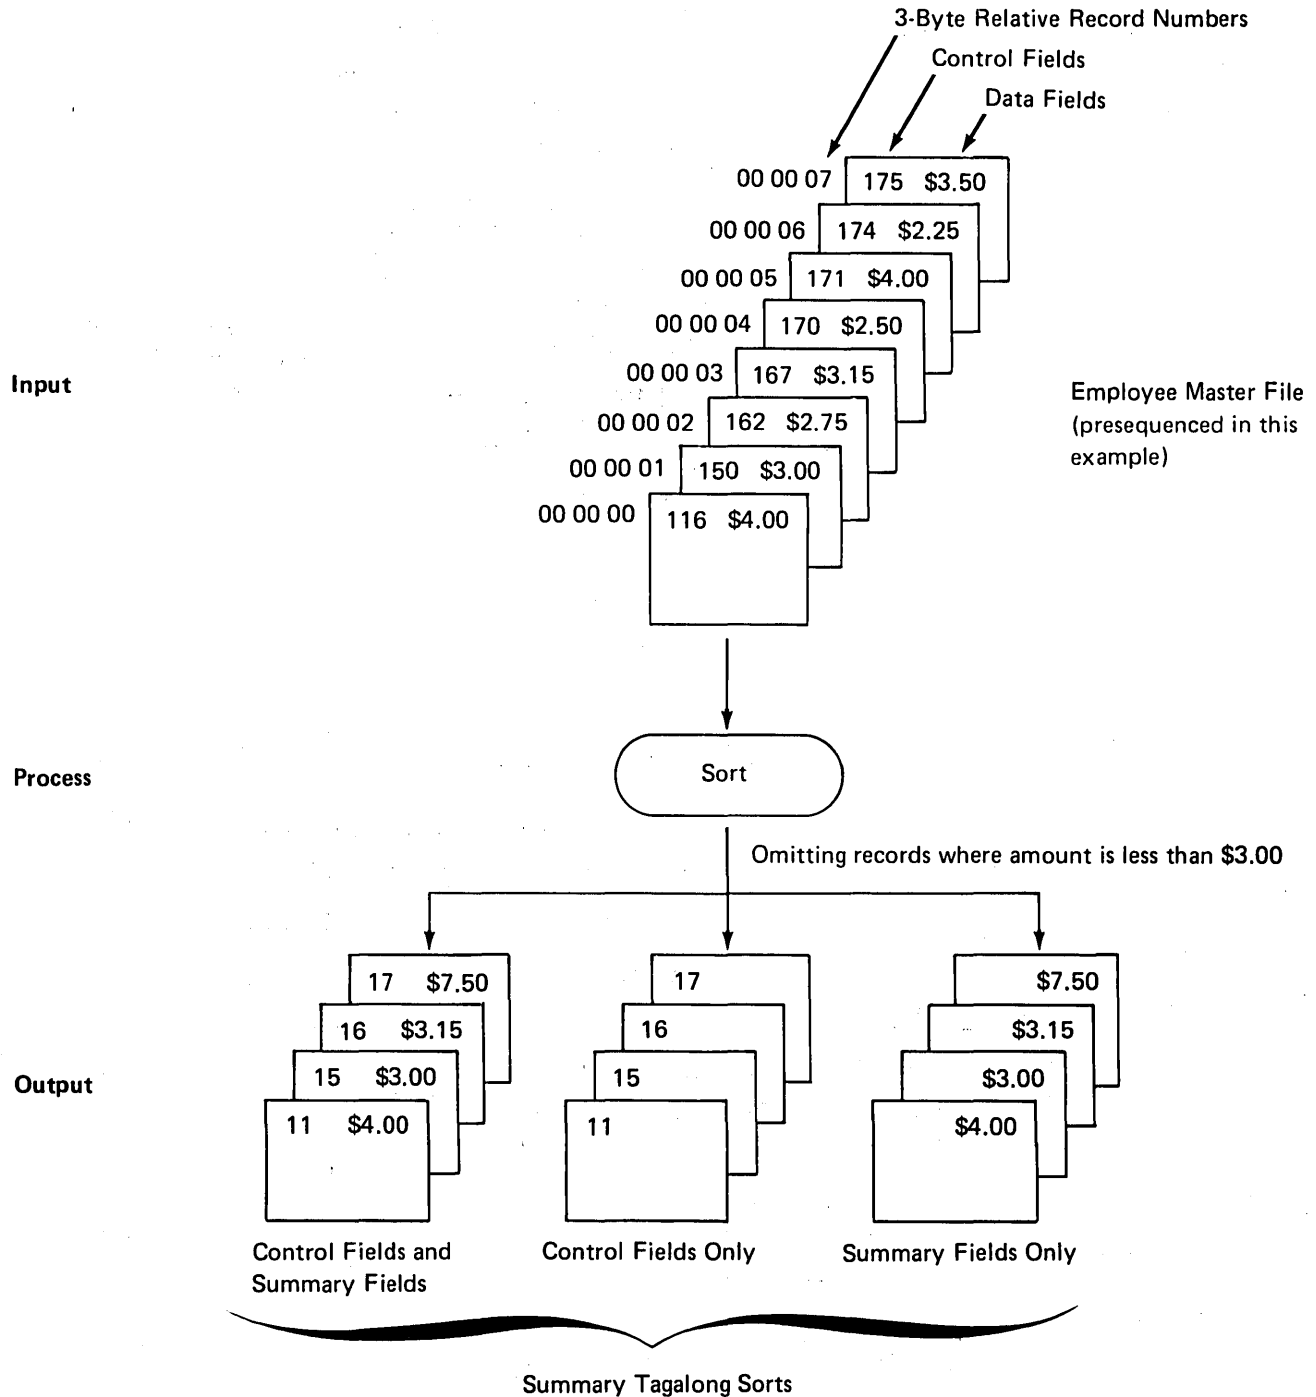 3-Byte Relative Record Numbers
Control Fields
Data Fields
00 00 07 175 $3.50
00 00 06 174 $2.25
00 00 05 171 $4.00
00 00 04 170 $2.50
00 00 03 167 $3.15
00 00 02 162 $2.75
00 00 01 150 $3.00
00 00 00 116 $4.00
Input
Employee Master File
(presequenced in this
example)
Process
Sort
Omitting records where amount is less than $3.00
Output
17 $7.50
16 $3.15
15 $3.00
11 $4.00
Control Fields and
Summary Fields
17
16
15
11
Control Fields Only
$7.50
$3.15
$3.00
$4.00
Summary Fields Only
Summary Tagalong Sorts